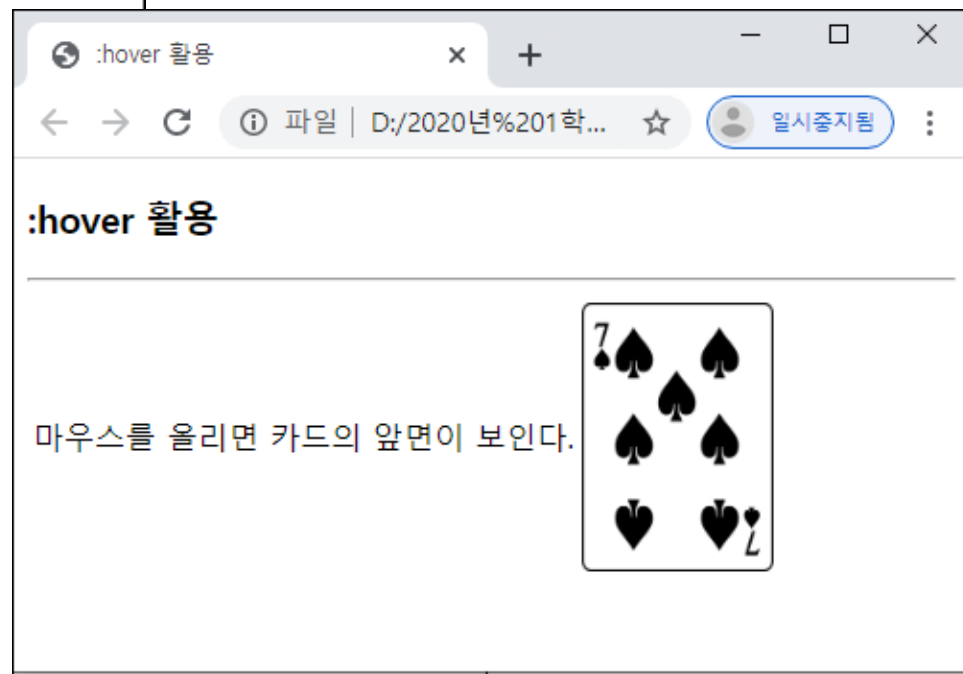 :hover 활용
파일 | D:/2020년%201학... 일시중지됨
:hover 활용
마우스를 올리면 카드의 앞면이 보인다.
7
7